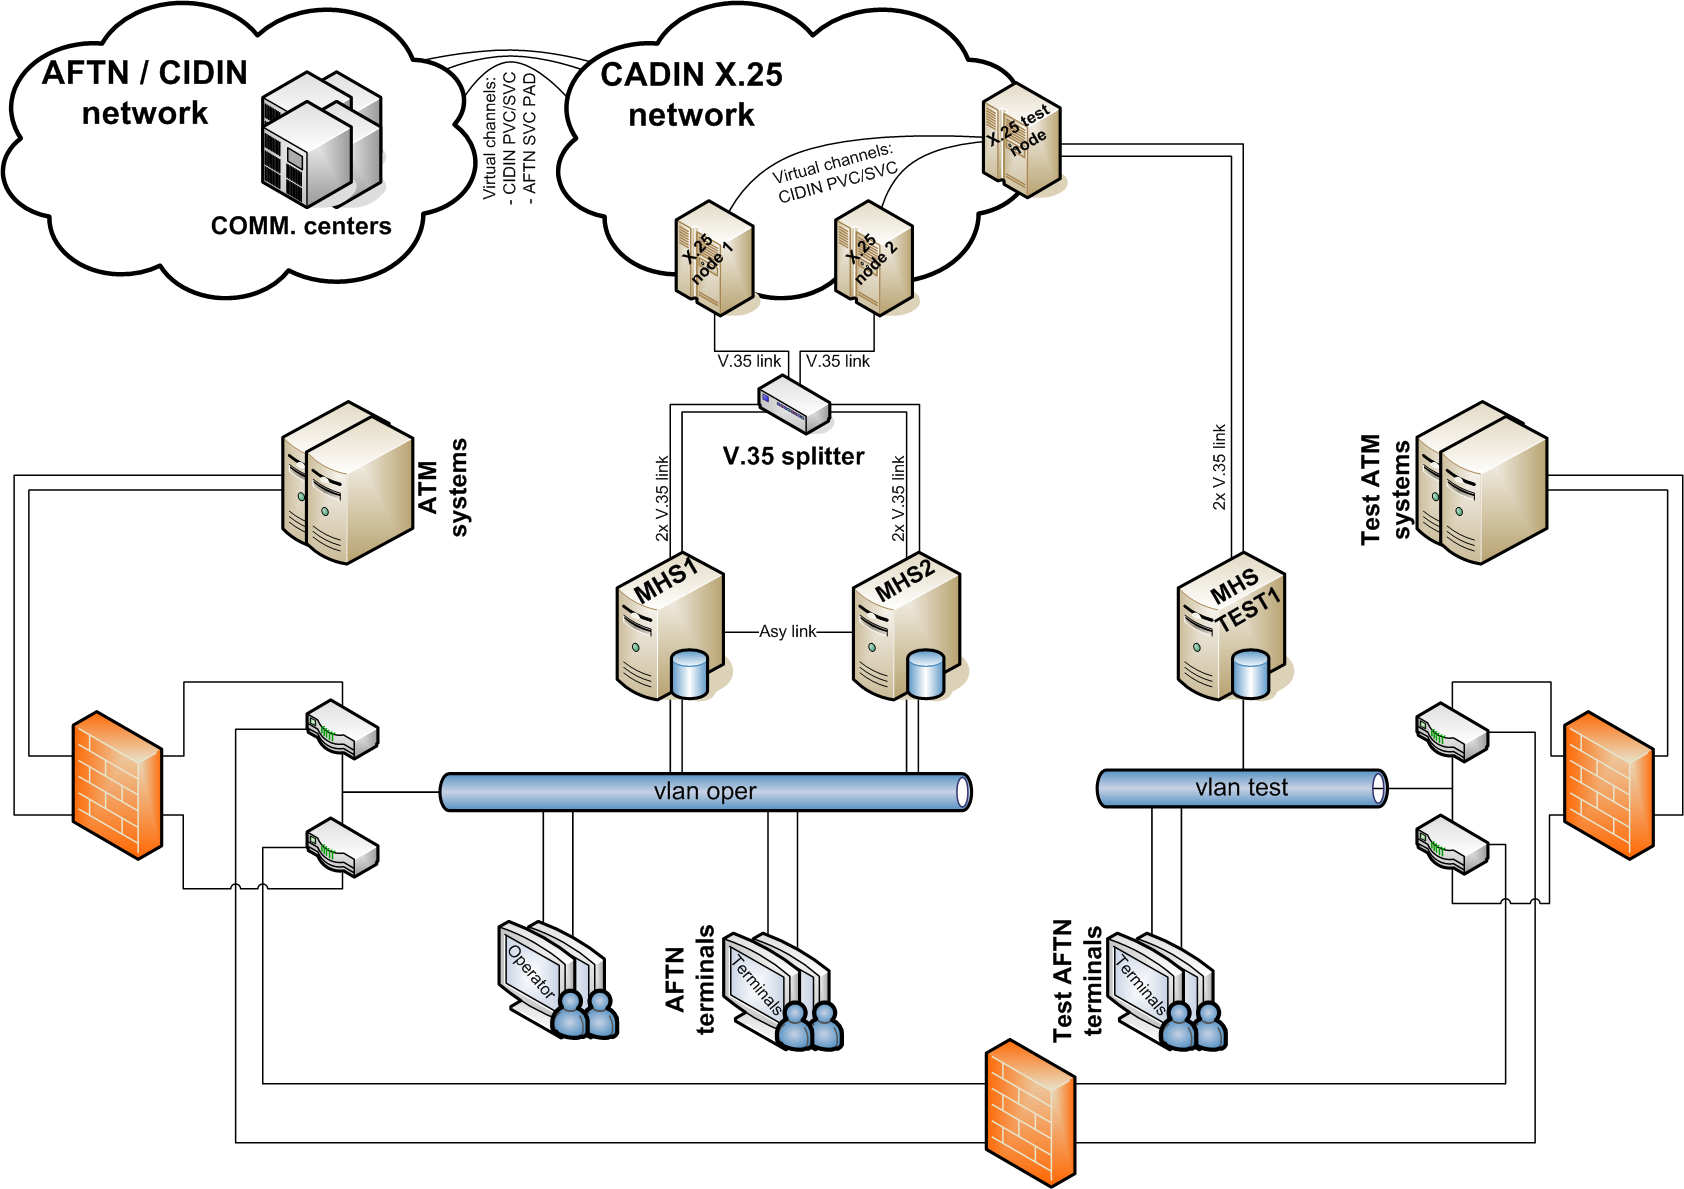 AFTN / CIDIN
network
COMM. centers
Virtual channels:
- CIDIN PVC/SVC
- AFTN SVC PAD
CADIN X.25
network
X.25 test
node
Virtual channels:
CIDIN PVC/SVC
X.25
node 1
X.25
node 2
V.35 link
V.35 link
V.35 splitter
ATM
systems
2x V.35 link
2x V.35 link
2x V.35 link
Test ATM
systems
MHS1
Asy link
MHS2
MHS
TEST1
vlan oper
vlan test
Operator
AFTN
terminals
Terminals
Test AFTN
terminals
Terminals